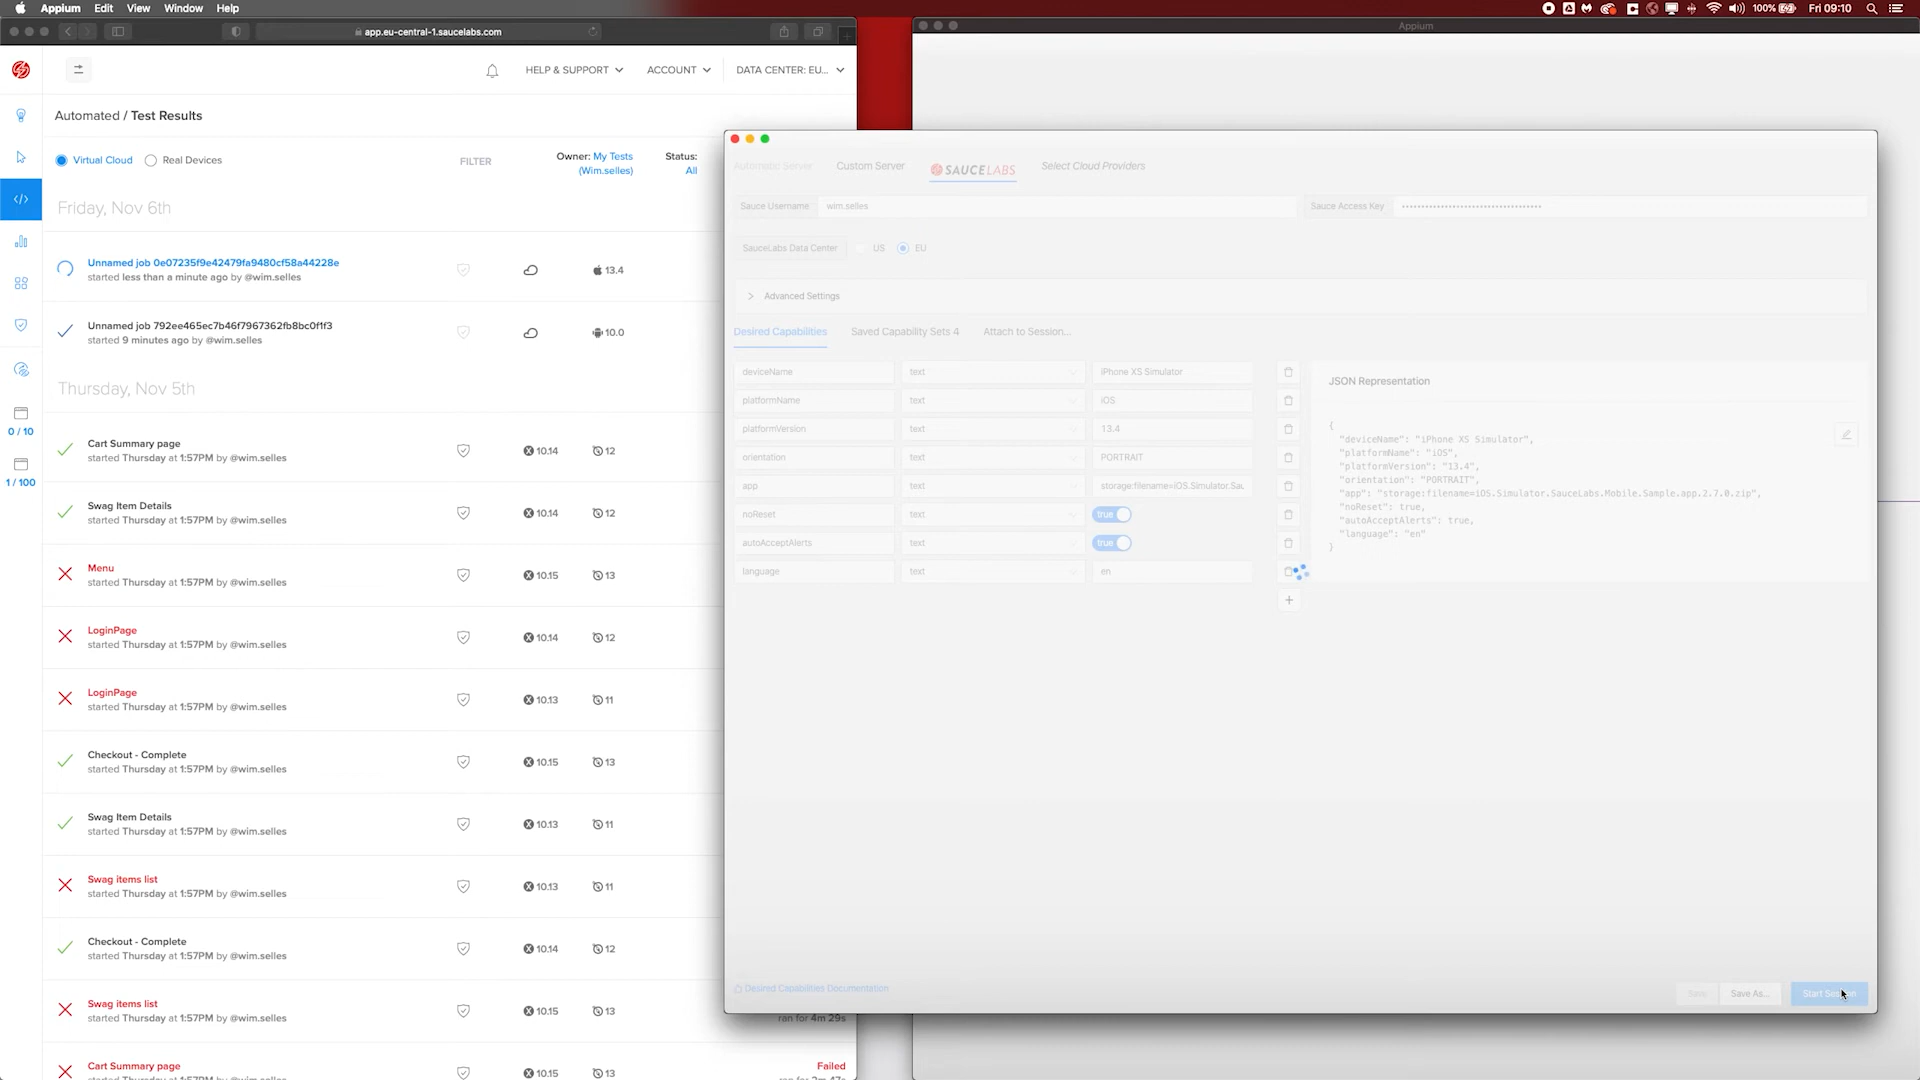 Appium Edit View Window Help
100% Fri 09:10
app.eu-central-1.saucelabs.com
Appium
HELP & SUPPORT ACCOUNT DATA CENTER: EU...
Automated / Test Results
Virtual Cloud Real Devices FILTER Owner: My Tests (Wim.selles) Status: All
Friday, Nov 6th
Unnamed job 0e07235f9e42479fa9480cf58a44228e
started less than a minute ago by @wim.selles
13.4
Unnamed job 792ee465ec7b46f7967362fb8bc0f1f3
started 9 minutes ago by @wim.selles
10.0
Thursday, Nov 5th
0 / 10
1 / 100
Cart Summary page
started Thursday at 1:57PM by @wim.selles
10.14 12
Swag Item Details
started Thursday at 1:57PM by @wim.selles
10.14 12
Menu
started Thursday at 1:57PM by @wim.selles
10.15 13
LoginPage
started Thursday at 1:57PM by @wim.selles
10.14 12
LoginPage
started Thursday at 1:57PM by @wim.selles
10.13 11
Checkout - Complete
started Thursday at 1:57PM by @wim.selles
10.15 13
Swag Item Details
started Thursday at 1:57PM by @wim.selles
10.13 11
Swag items list
started Thursday at 1:57PM by @wim.selles
10.13 11
Checkout - Complete
started Thursday at 1:57PM by @wim.selles
10.14 12
Swag items list
started Thursday at 1:57PM by @wim.selles
10.15 13
ran for 4m 29s
Cart Summary page
10.15 13
Failed
Automatic Server Custom Server SAUCELABS Select Cloud Providers
Sauce Username wim.selles Sauce Access Key
SauceLabs Data Center US EU
Advanced Settings
Desired Capabilities Saved Capability Sets 4 Attach to Session...
deviceName text iPhone XS Simulator
platformName text iOS
platformVersion text 13.4
orientation text PORTRAIT
app text storage:filename=iOS.Simulator.Sau
noReset text true
autoAcceptAlerts text true
language text en
JSON Representation
{
"deviceName": "iPhone XS Simulator",
"platformName": "iOS",
"platformVersion": "13.4",
"orientation": "PORTRAIT",
"app": "storage:filename=iOS.Simulator.SauceLabs.Mobile.Sample.app.2.7.0.zip",
"noReset": true,
"autoAcceptAlerts": true,
"language": "en"
}
Desired Capabilities Documentation
Save Save As... Start